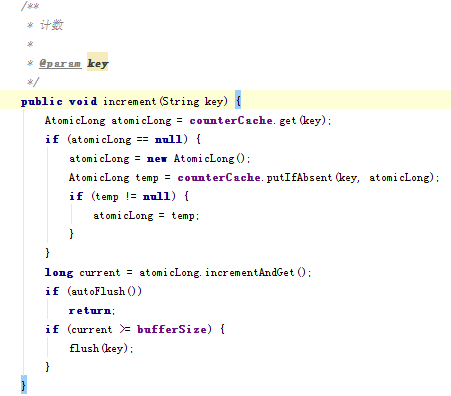 /**
 * 计数
 *
 * @param key
 */
public void increment(String key) {
    AtomicLong atomicLong = counterCache.get(key);
    if (atomicLong == null) {
        atomicLong = new AtomicLong();
        AtomicLong temp = counterCache.putIfAbsent(key, atomicLong);
        if (temp != null) {
            atomicLong = temp;
        }
    }
    long current = atomicLong.incrementAndGet();
    if (autoFlush())
        return;
    if (current >= bufferSize) {
        flush(key);
    }
}